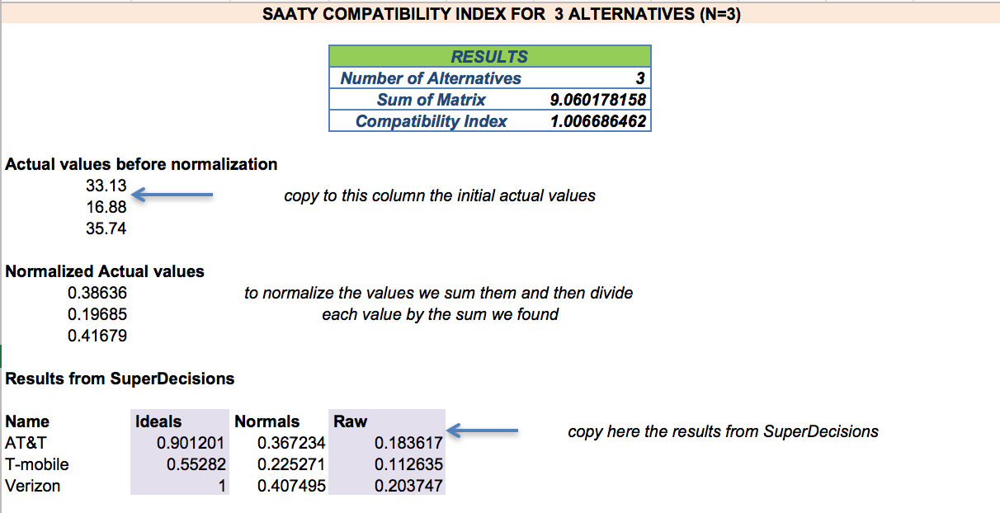 SAATY COMPATIBILITY INDEX FOR 3 ALTERNATIVES (N=3)
RESULTS
Number of Alternatives 3
Sum of Matrix 9.060178158
Compatibility Index 1.006686462
Actual values before normalization
33.13
copy to this column the initial actual values
16.88
35.74
Normalized Actual values
0.38636 to normalize the values we sum them and then divide
0.19685 each value by the sum we found
0.41679
Results from SuperDecisions
Name Ideals Normals Raw
copy here the results from SuperDecisions
AT&T 0.901201 0.367234 0.183617
T-mobile 0.55282 0.225271 0.112635
Verizon 1 0.407495 0.203747